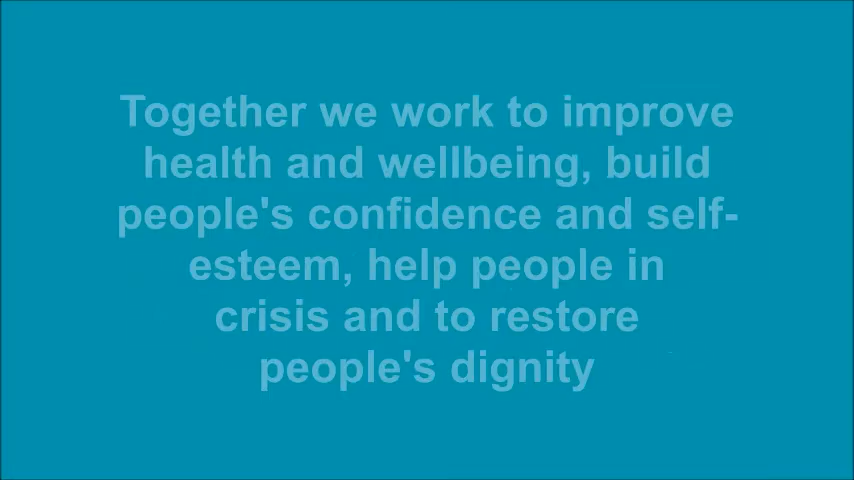 Together we work to improve
health and wellbeing, build
people's confidence and self-
esteem, help people in
crisis and to restore
people's dignity